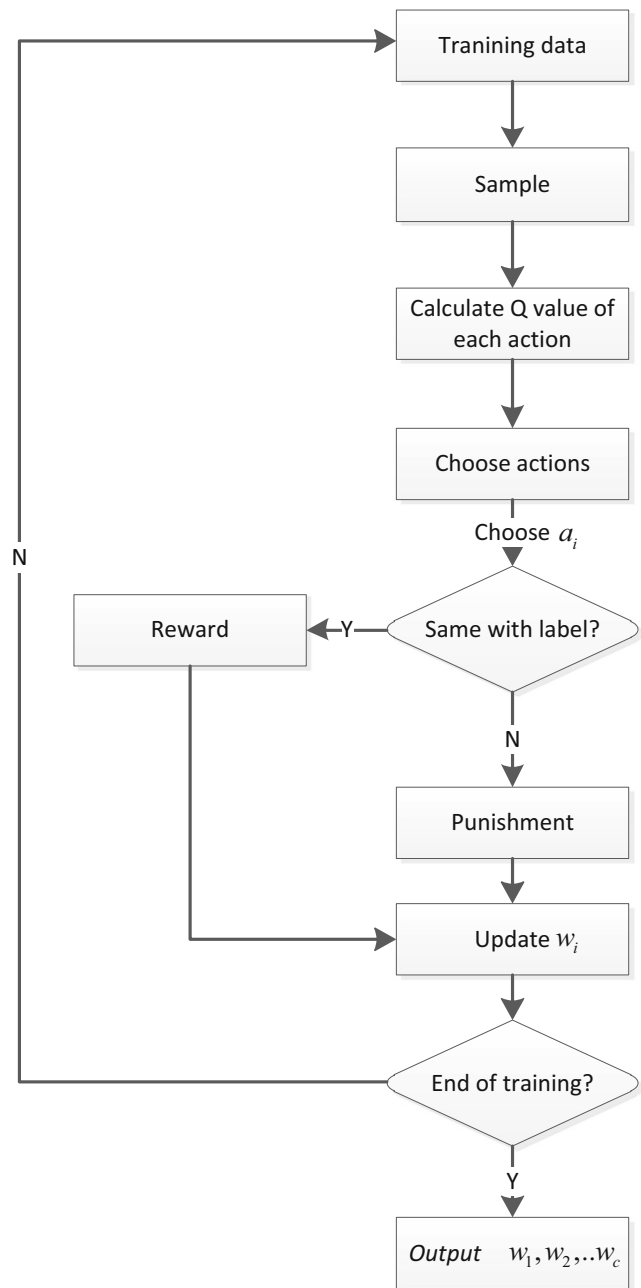 Tranining data
Sample
Calculate Q value of
each action
Choose actions
Choose a_i
N
Reward
Y
Same with label?
N
Punishment
Update w_i
End of training?
Y
Output w_1, w_2,..w_c